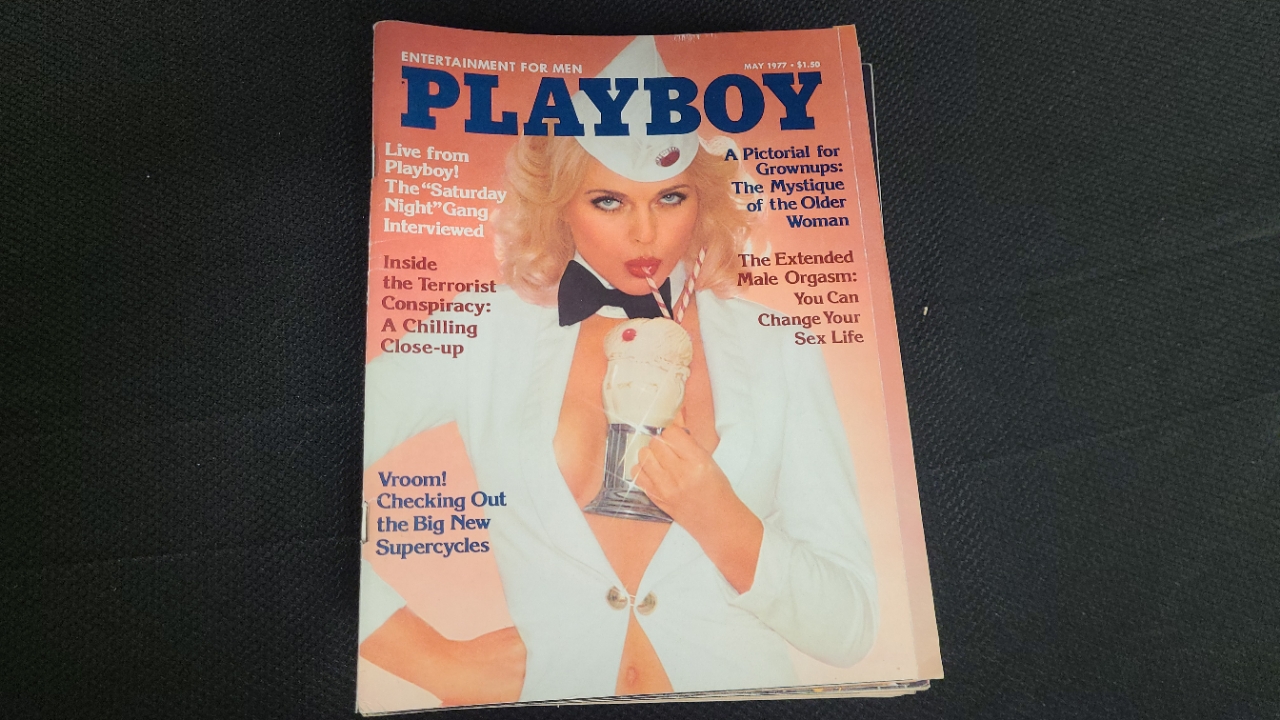 ENTERTAINMENT FOR MEN
MAY 1977 • $1.50
PLAYBOY
Live from
Playboy!
The “Saturday
Night” Gang
Interviewed
Inside
the Terrorist
Conspiracy:
A Chilling
Close-up
Vroom!
Checking Out
the Big New
Supercycles
A Pictorial for
Grownups:
The Mystique
of the Older
Woman
The Extended
Male Orgasm:
You Can
Change Your
Sex Life